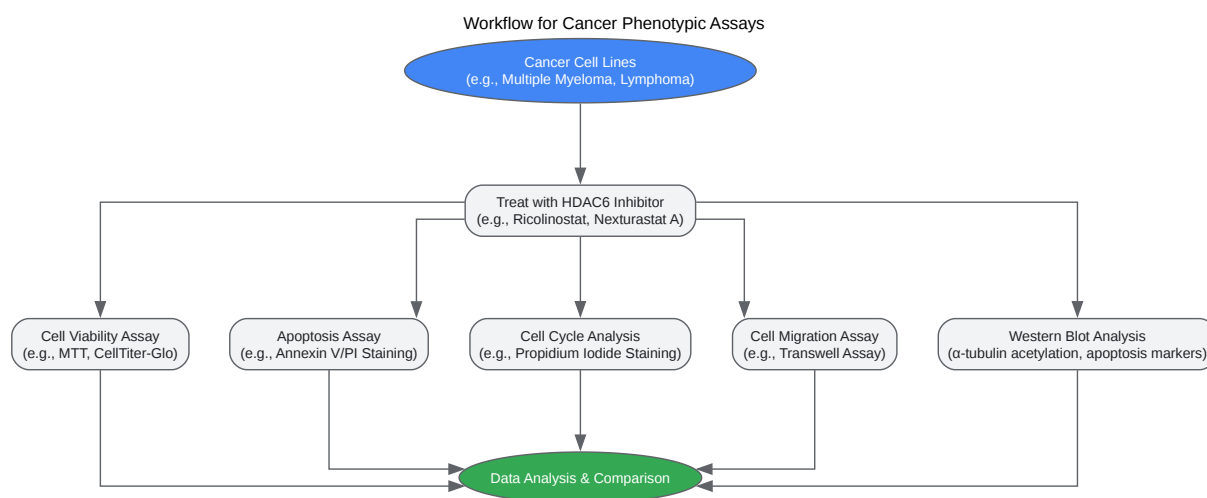 Workflow for Cancer Phenotypic Assays
Cancer Cell Lines
(e.g., Multiple Myeloma, Lymphoma)
Treat with HDAC6 Inhibitor
(e.g., Ricolinostat, Nexturastat A)
Cell Viability Assay
(e.g., MTT, CellTiter-Glo)
Apoptosis Assay
(e.g., Annexin V/PI Staining)
Cell Cycle Analysis
(e.g., Propidium Iodide Staining)
Cell Migration Assay
(e.g., Transwell Assay)
Western Blot Analysis
(α-tubulin acetylation, apoptosis markers)
Data Analysis & Comparison